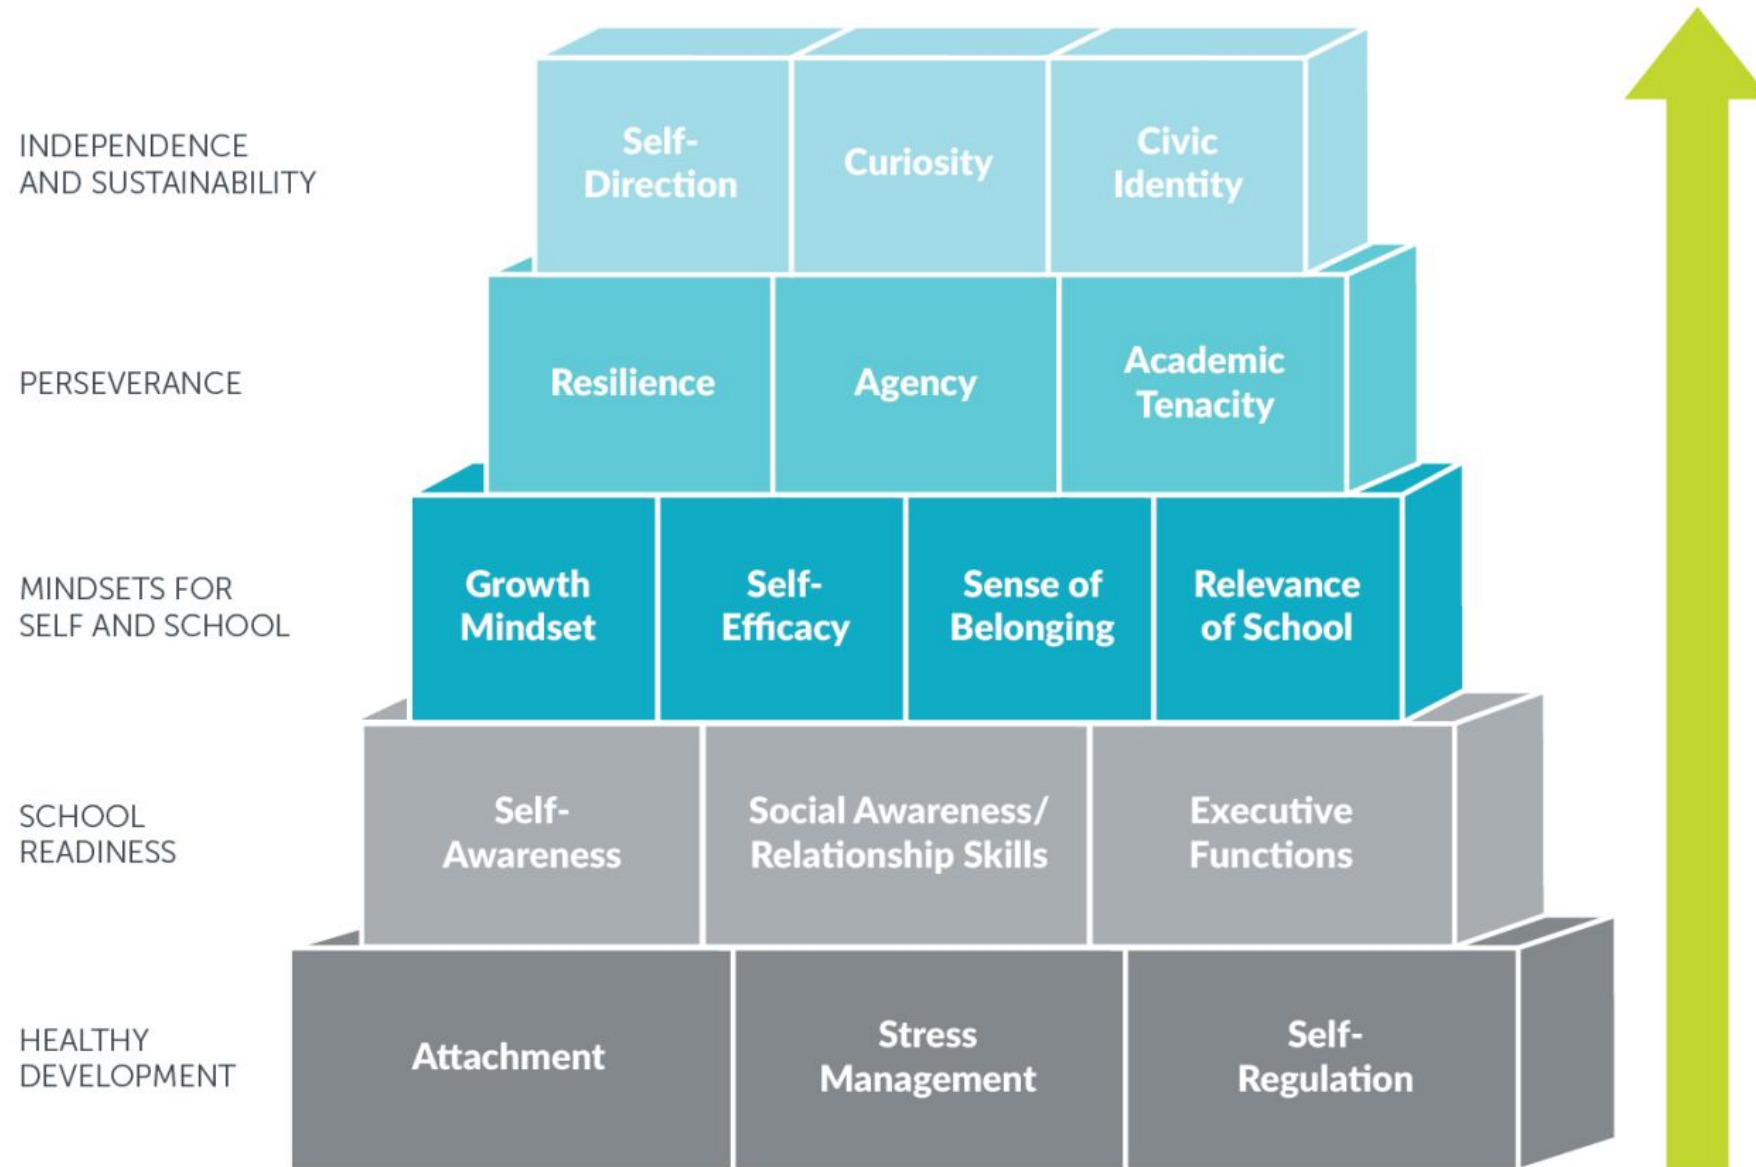 INDEPENDENCE
AND SUSTAINABILITY
Self-
Direction
Curiosity
Civic
Identity
PERSEVERANCE
Resilience
Agency
Academic
Tenacity
MINDSETS FOR
SELF AND SCHOOL
Growth
Mindset
Self-
Efficacy
Sense of
Belonging
Relevance
of School
SCHOOL
READINESS
Self-
Awareness
Social Awareness/
Relationship Skills
Executive
Functions
HEALTHY
DEVELOPMENT
Attachment
Stress
Management
Self-
Regulation